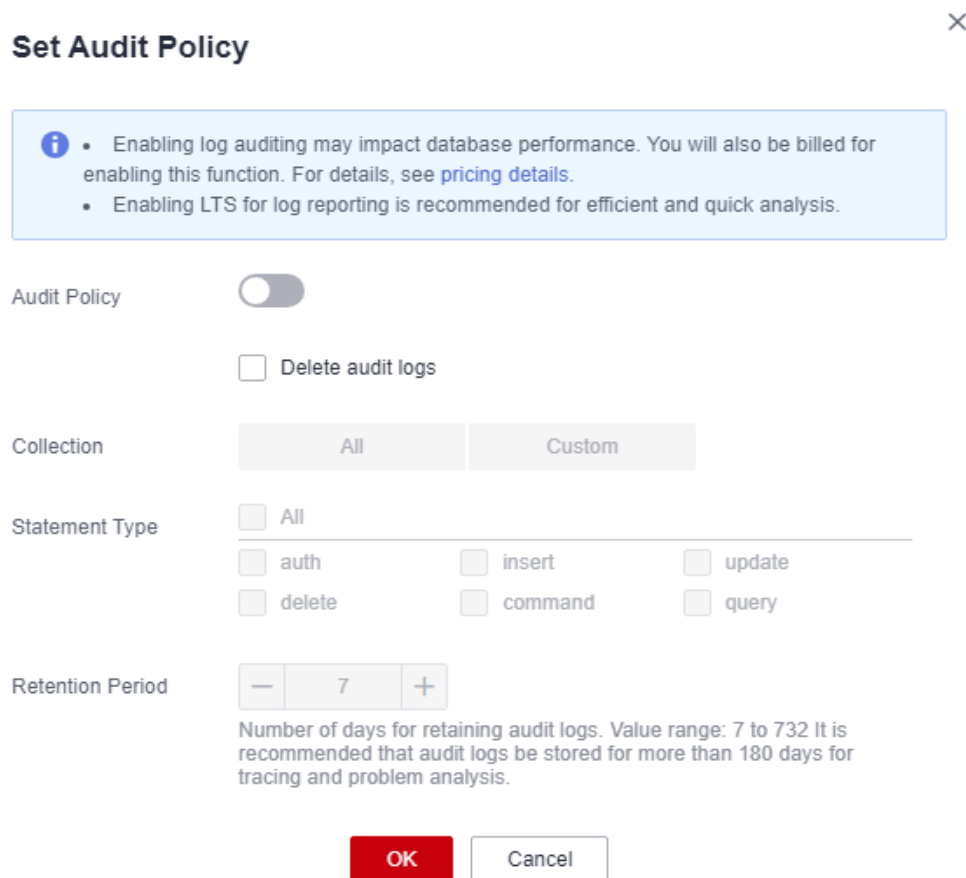 Set Audit Policy
• Enabling log auditing may impact database performance. You will also be billed for
enabling this function. For details, see pricing details.
• Enabling LTS for log reporting is recommended for efficient and quick analysis.
Audit Policy
Delete audit logs
Collection All Custom
Statement Type All
auth insert update
delete command query
Retention Period 7
Number of days for retaining audit logs. Value range: 7 to 732 It is
recommended that audit logs be stored for more than 180 days for
tracing and problem analysis.
OK Cancel